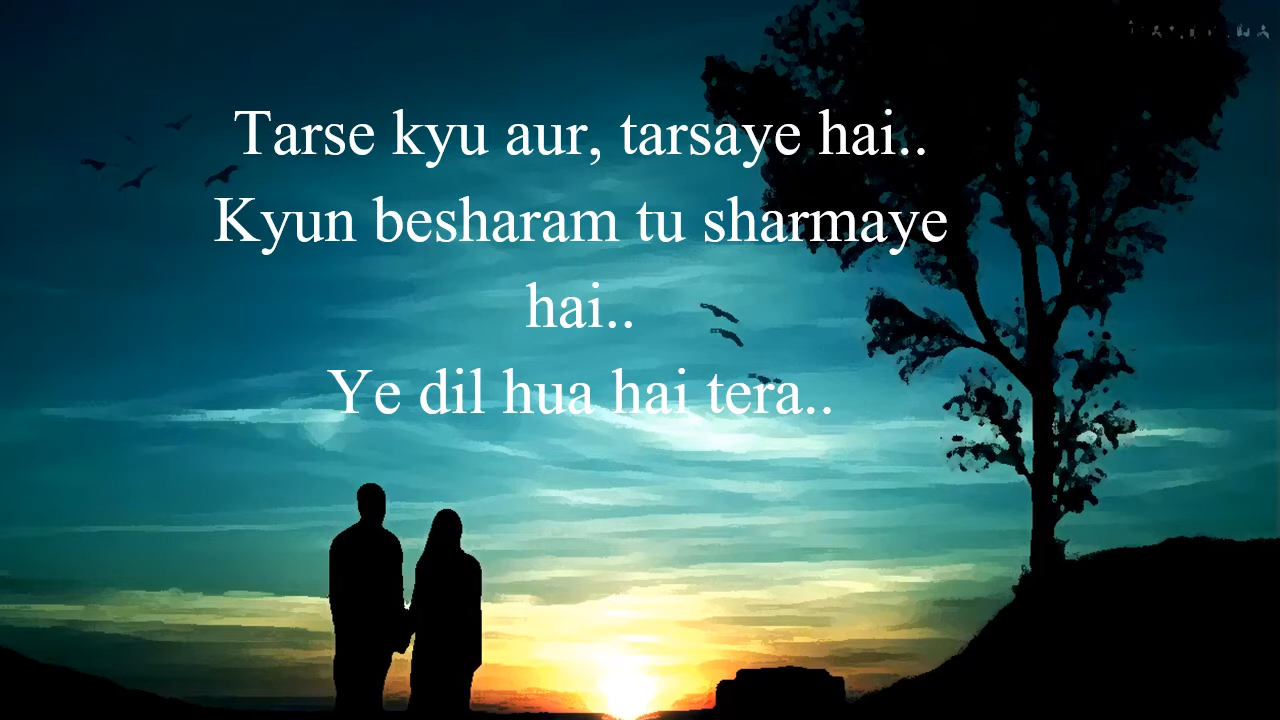 Tarse kyu aur, tarsaye hai..
Kyun besharam tu sharmaye
hai..
Ye dil hua hai tera..